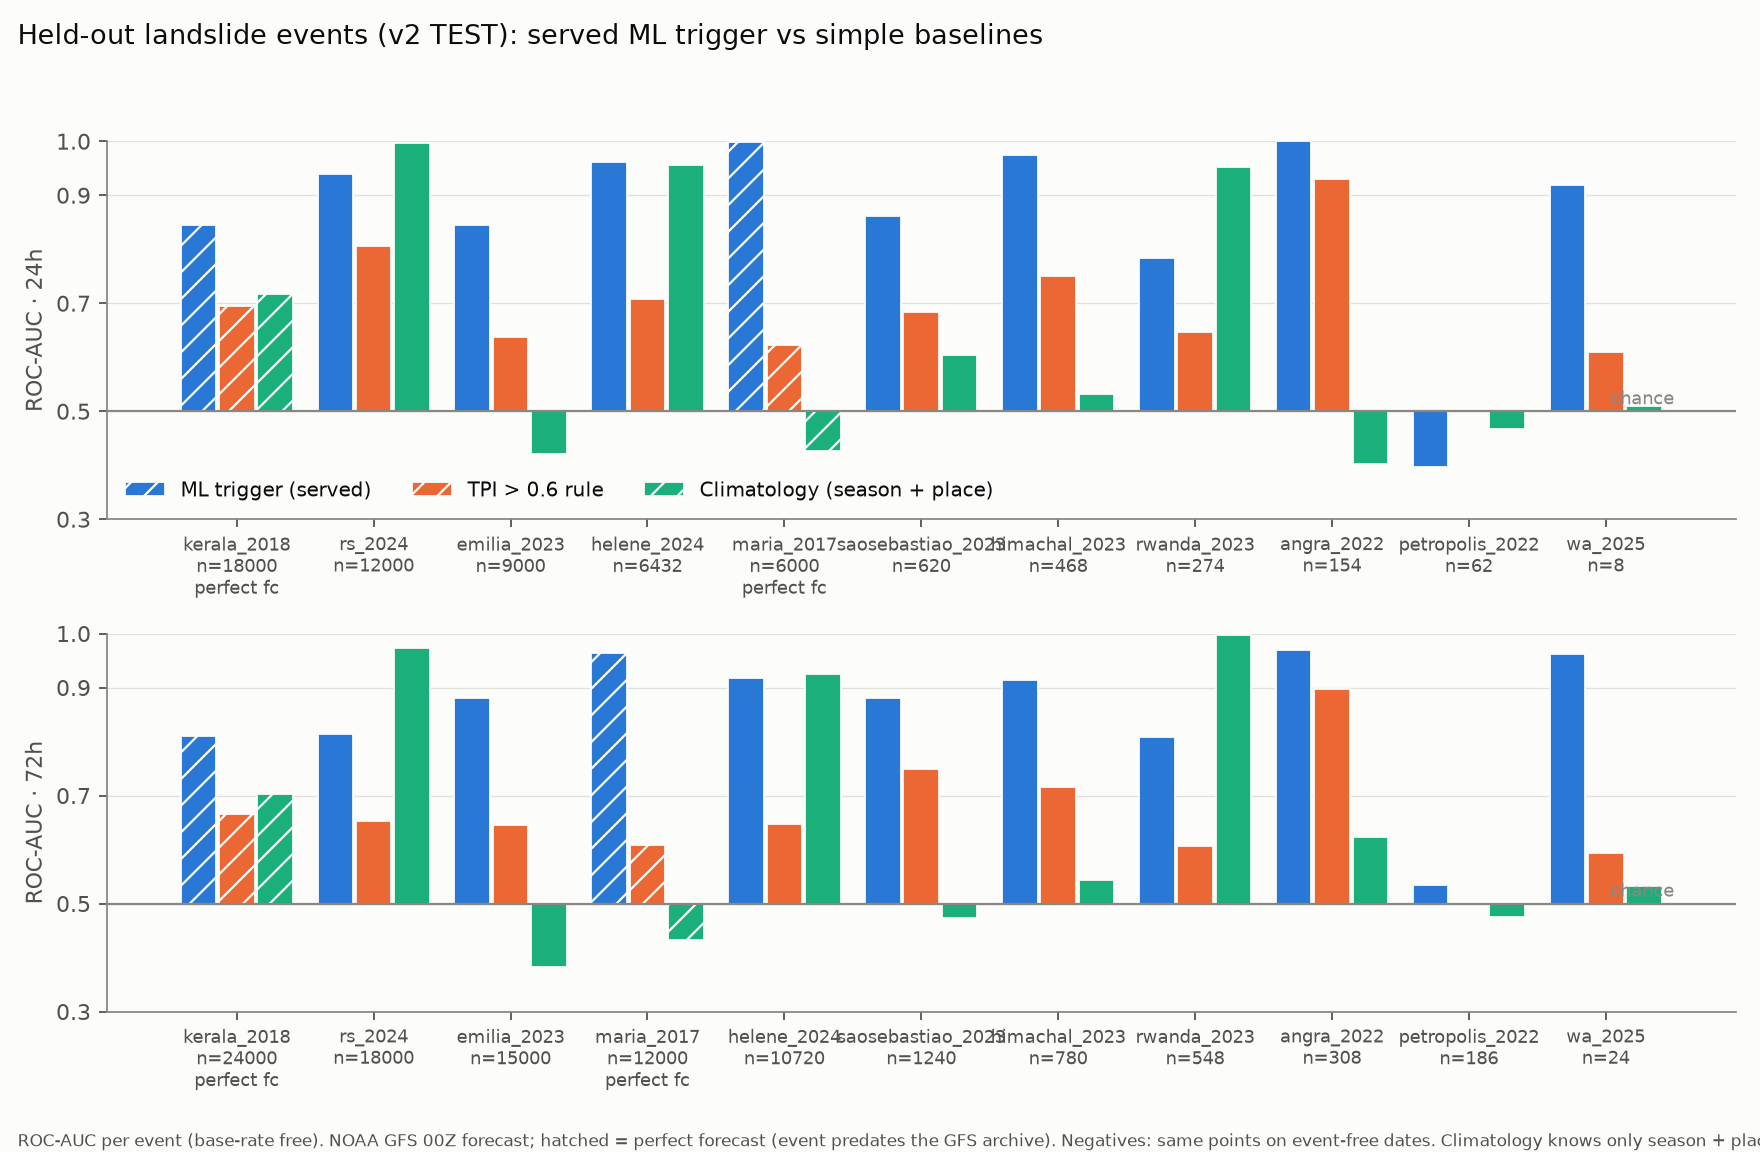 Held-out landslide events (v2 TEST): served ML trigger vs simple baselines
ROC-AUC · 24h
1.0
0.9
0.7
0.5
0.3
chance
ML trigger (served)
TPI > 0.6 rule
Climatology (season + place)
kerala_2018
n=18000
perfect fc
rs_2024
n=12000
emilia_2023
n=9000
helene_2024
n=6432
maria_2017
n=6000
perfect fc
saosebastiao_2023
n=620
himachal_2023
n=468
rwanda_2023
n=274
angra_2022
n=154
petropolis_2022
n=62
wa_2025
n=8
ROC-AUC · 72h
1.0
0.9
0.7
0.5
0.3
chance
kerala_2018
n=24000
perfect fc
rs_2024
n=18000
emilia_2023
n=15000
maria_2017
n=12000
perfect fc
helene_2024
n=10720
saosebastiao_2023
n=1240
himachal_2023
n=780
rwanda_2023
n=548
angra_2022
n=308
petropolis_2022
n=186
wa_2025
n=24
ROC-AUC per event (base-rate free). NOAA GFS 00Z forecast; hatched = perfect forecast (event predates the GFS archive). Negatives: same points on event-free dates. Climatology knows only season +